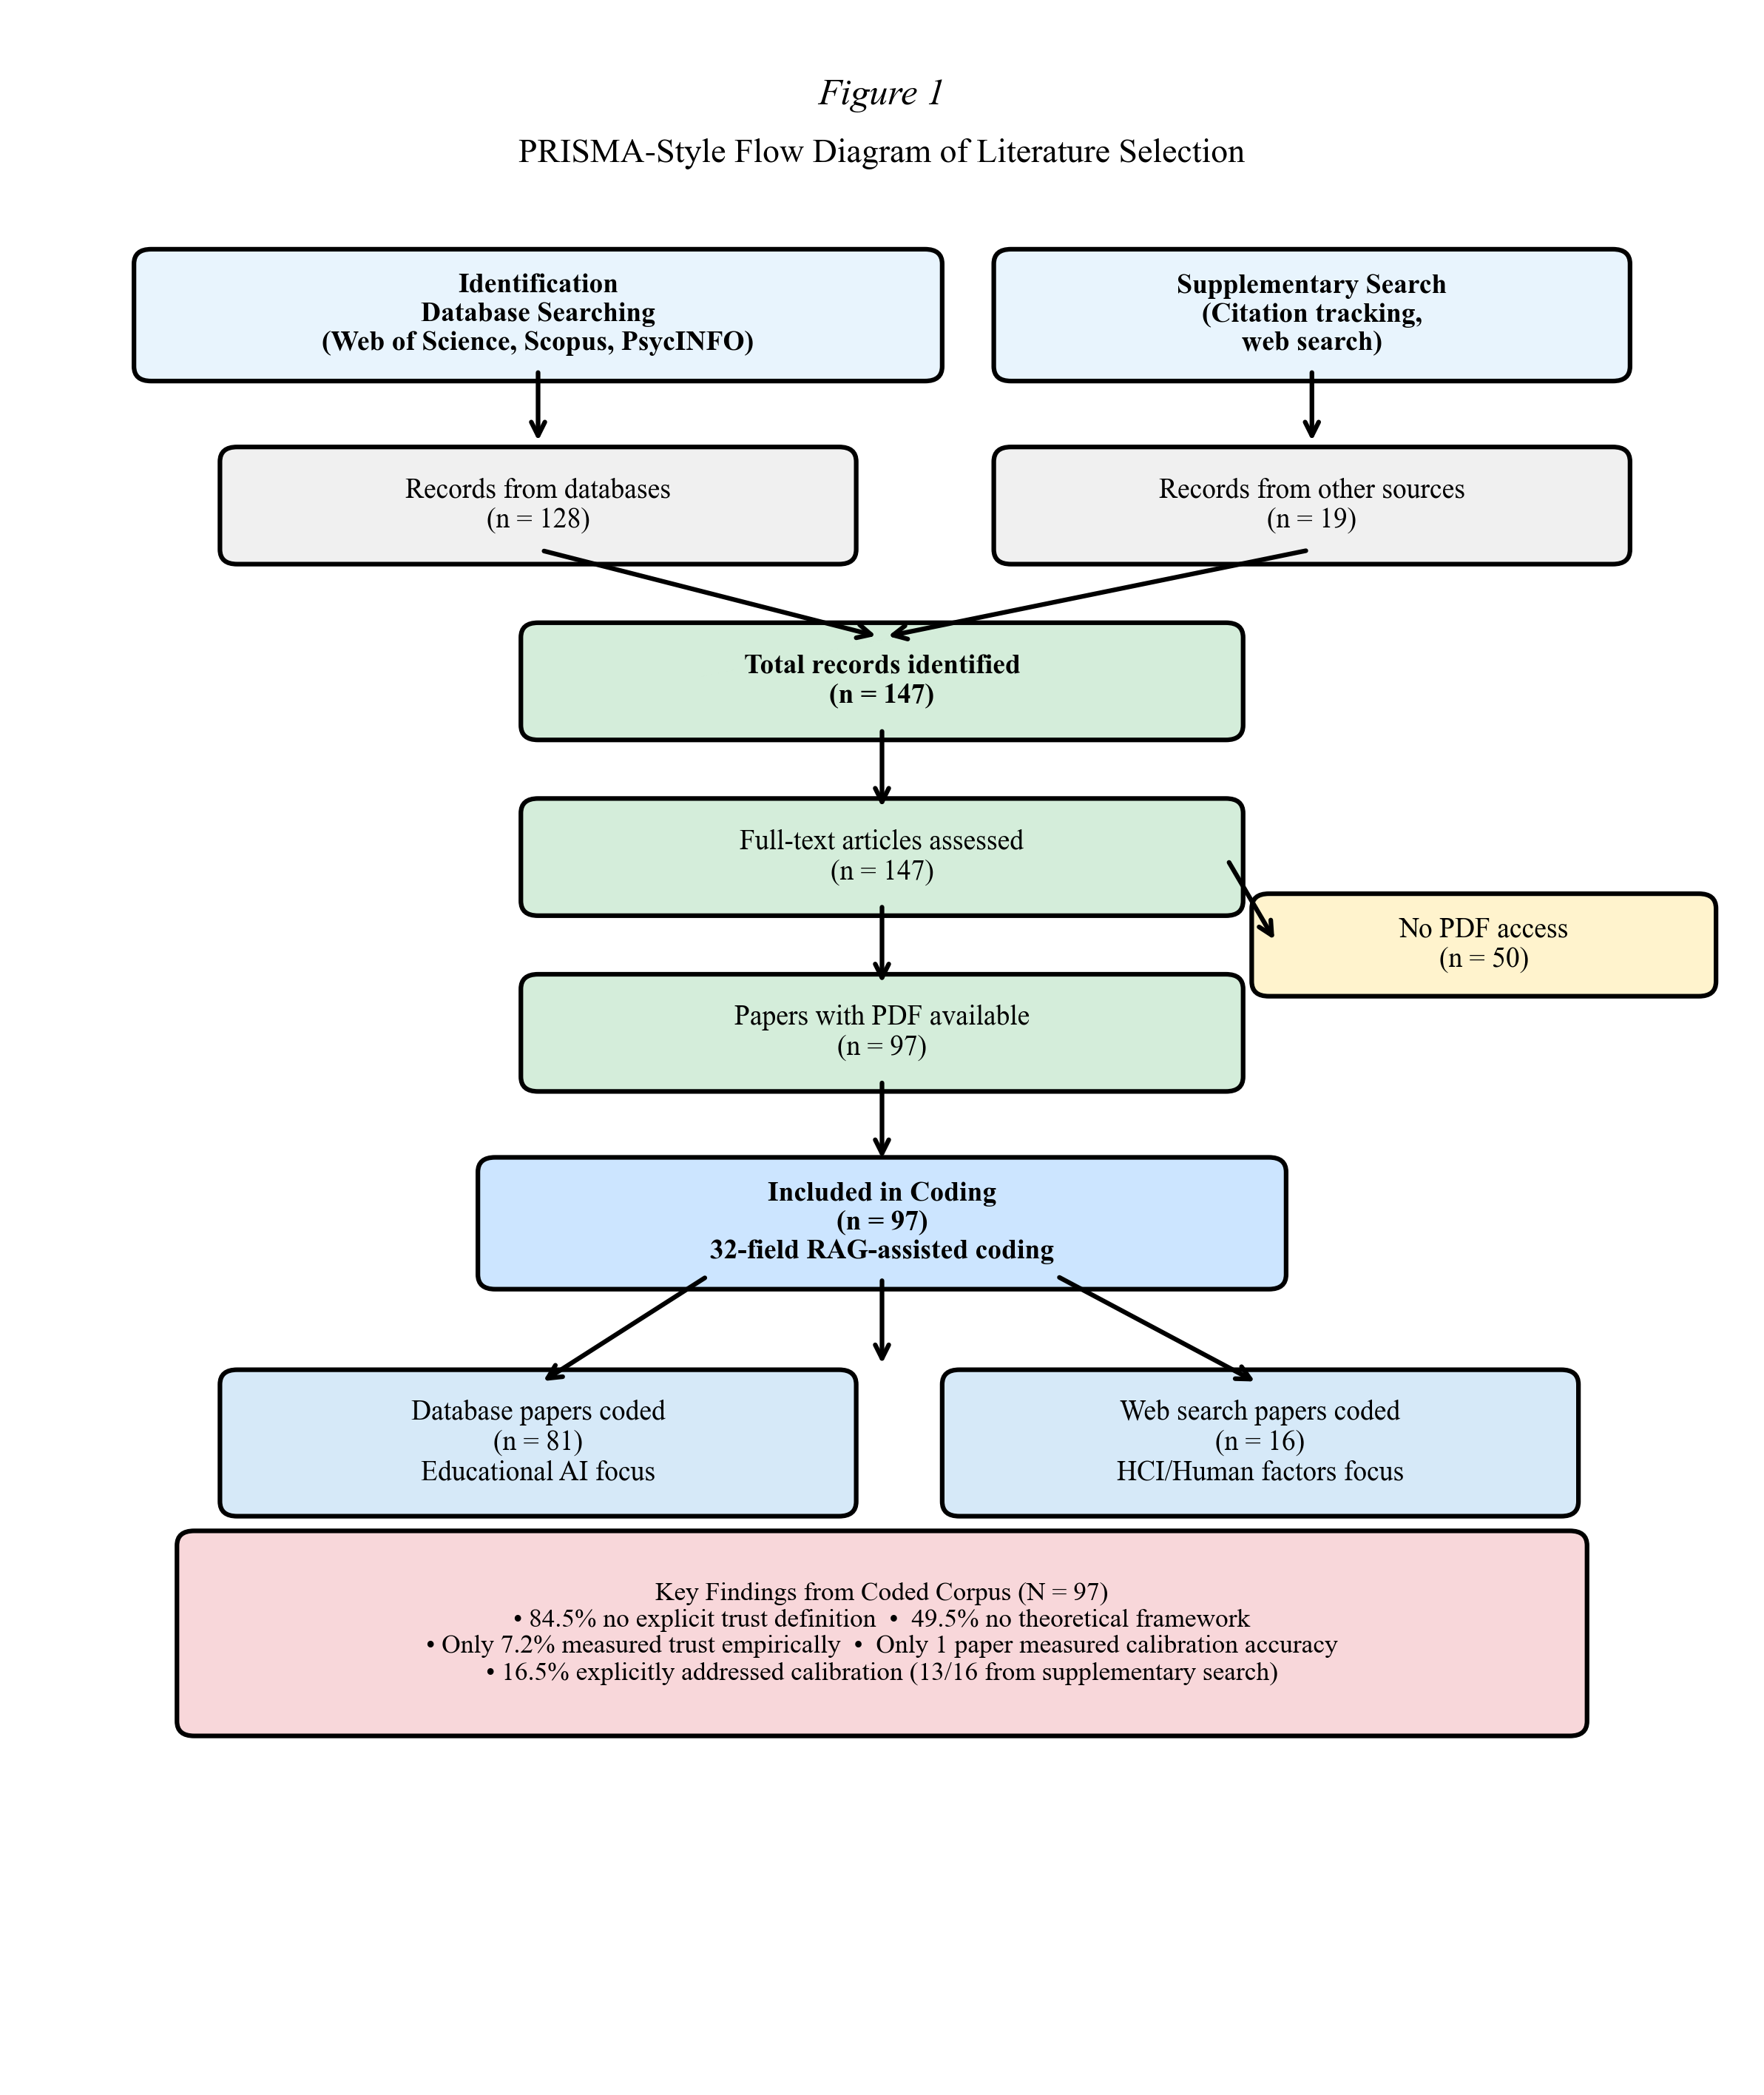 Figure 1
PRISMA-Style Flow Diagram of Literature Selection
Identification
Database Searching
(Web of Science, Scopus, PsycINFO)
Supplementary Search
(Citation tracking,
web search)
Records from databases
(n = 128)
Records from other sources
(n = 19)
Total records identified
(n = 147)
Full-text articles assessed
(n = 147)
No PDF access
(n = 50)
Papers with PDF available
(n = 97)
Included in Coding
(n = 97)
32-field RAG-assisted coding
Database papers coded
(n = 81)
Educational AI focus
Web search papers coded
(n = 16)
HCI/Human factors focus
Key Findings from Coded Corpus (N = 97)
• 84.5% no explicit trust definition • 49.5% no theoretical framework
• Only 7.2% measured trust empirically • Only 1 paper measured calibration accuracy
• 16.5% explicitly addressed calibration (13/16 from supplementary search)